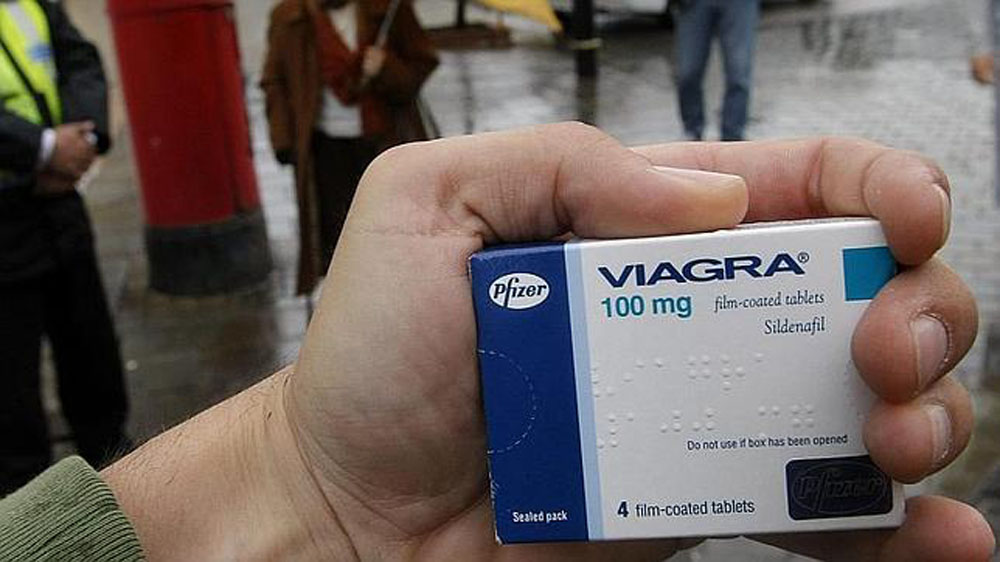 Pfizer
VIAGRA®
100 mg film-coated tablets
Sildenafil
Do not use if box has been opened
Pfizer
4 film-coated tablets
Sealed pack